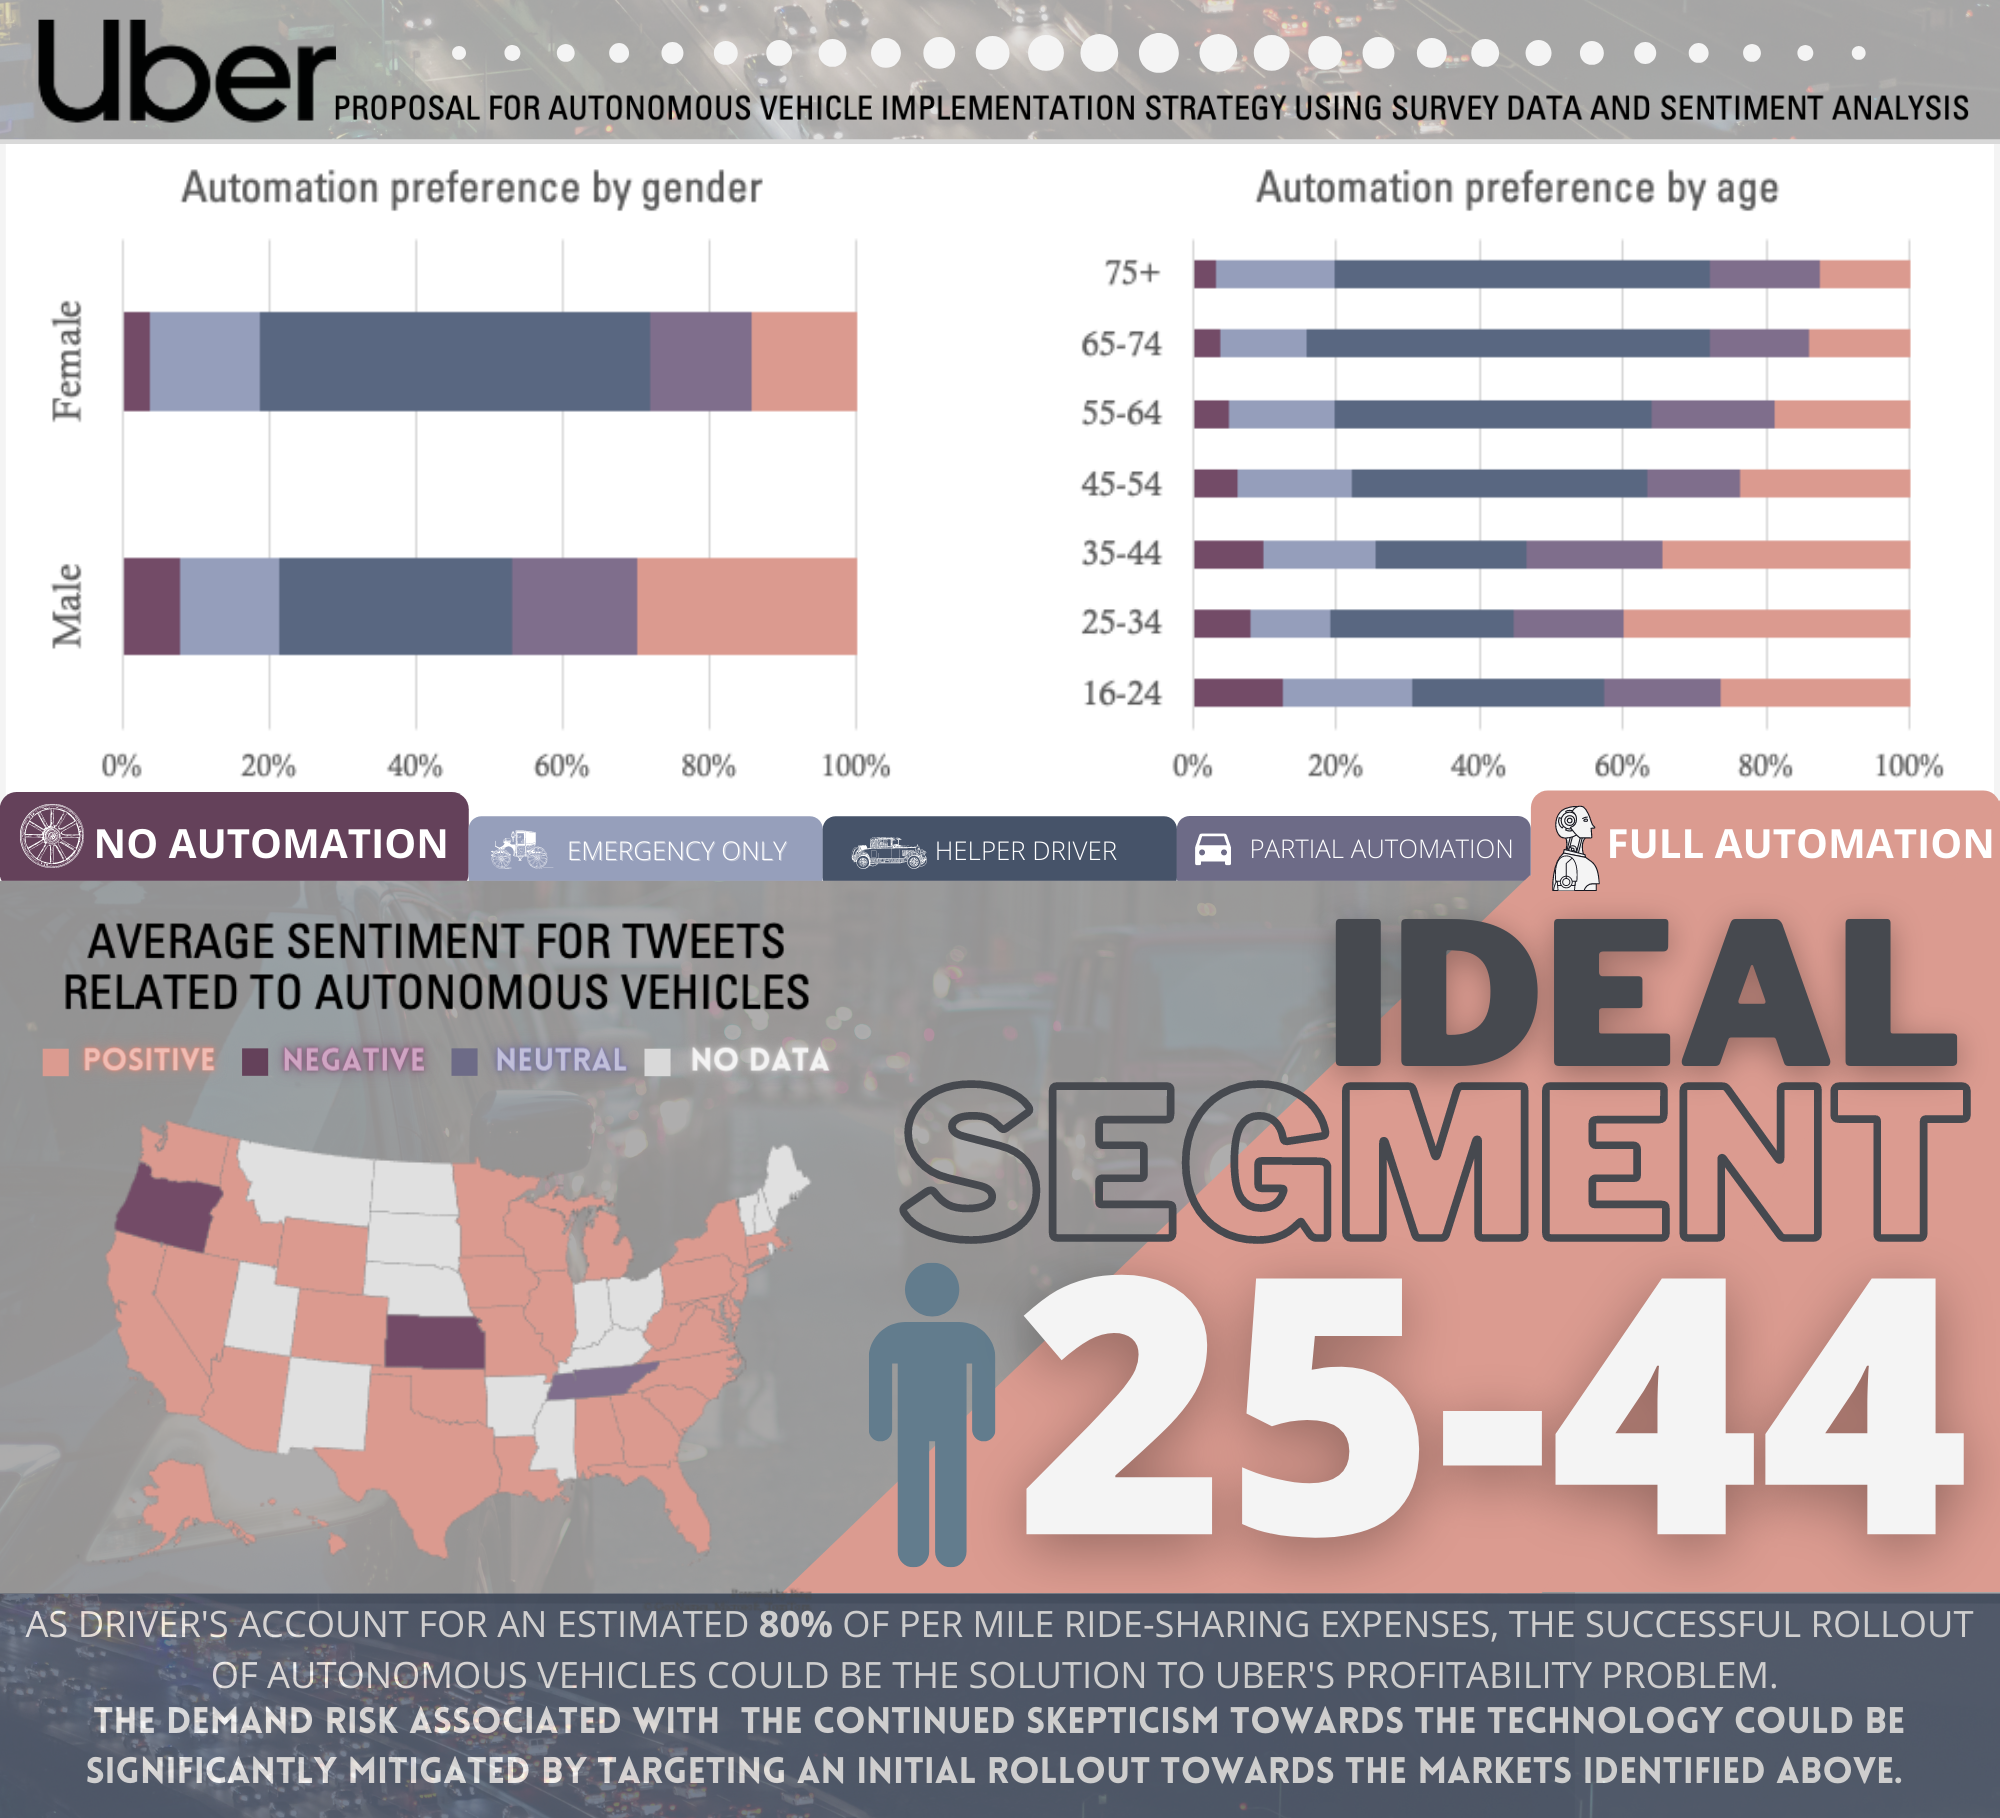 Uber
PROPOSAL FOR AUTONOMOUS VEHICLE IMPLEMENTATION STRATEGY USING SURVEY DATA AND SENTIMENT ANALYSIS
Automation preference by gender
Female
Male
0% 20% 40% 60% 80% 100%
Automation preference by age
75+
65-74
55-64
45-54
35-44
25-34
16-24
0% 20% 40% 60% 80% 100%
NO AUTOMATION
EMERGENCY ONLY
HELPER DRIVER
PARTIAL AUTOMATION
FULL AUTOMATION
AVERAGE SENTIMENT FOR TWEETS
RELATED TO AUTONOMOUS VEHICLES
POSITIVE NEGATIVE NEUTRAL NO DATA
IDEAL
SEGMENT
25-44
AS DRIVER'S ACCOUNT FOR AN ESTIMATED 80% OF PER MILE RIDE-SHARING EXPENSES, THE SUCCESSFUL ROLLOUT
OF AUTONOMOUS VEHICLES COULD BE THE SOLUTION TO UBER'S PROFITABILITY PROBLEM.
THE DEMAND RISK ASSOCIATED WITH THE CONTINUED SKEPTICISM TOWARDS THE TECHNOLOGY COULD BE
SIGNIFICANTLY MITIGATED BY TARGETING AN INITIAL ROLLOUT TOWARDS THE MARKETS IDENTIFIED ABOVE.